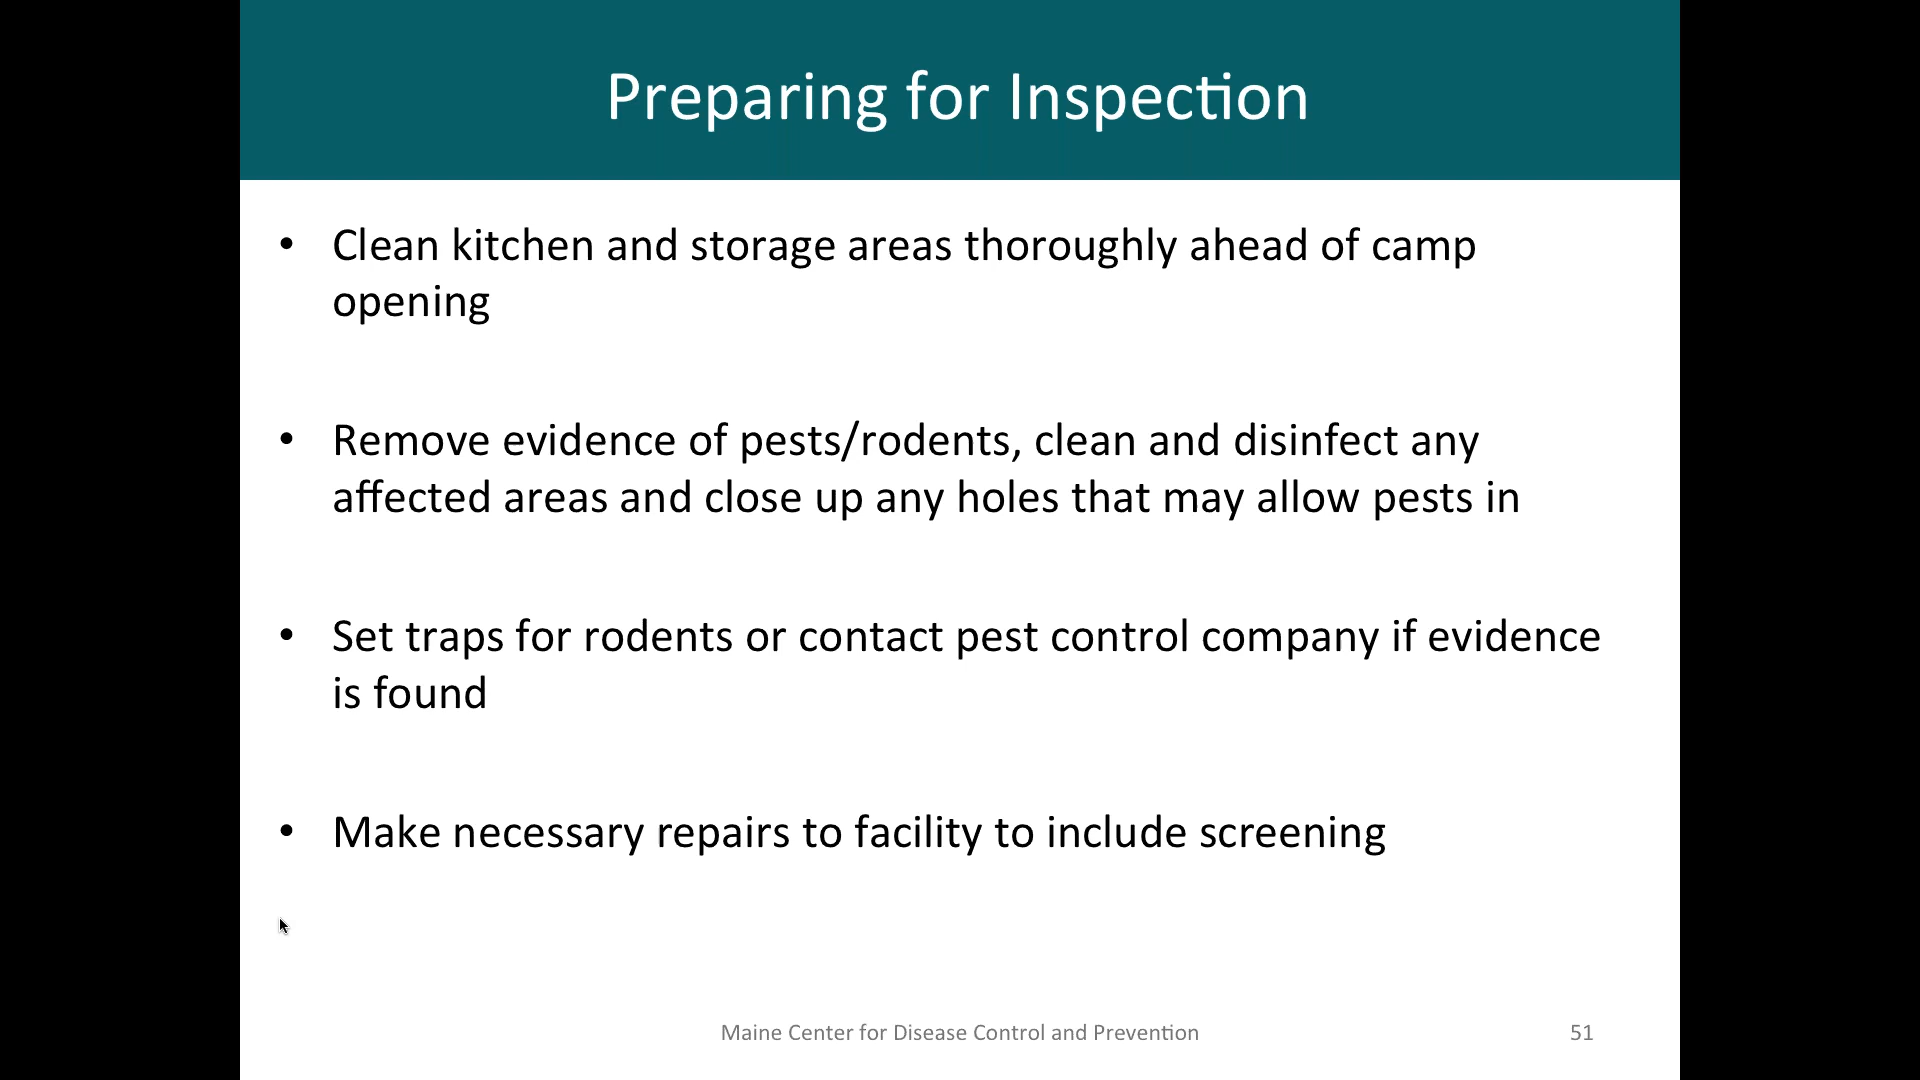 Preparing for Inspection
• Clean kitchen and storage areas thoroughly ahead of camp
opening
• Remove evidence of pests/rodents, clean and disinfect any
affected areas and close up any holes that may allow pests in
• Set traps for rodents or contact pest control company if evidence
is found
• Make necessary repairs to facility to include screening
Maine Center for Disease Control and Prevention
51